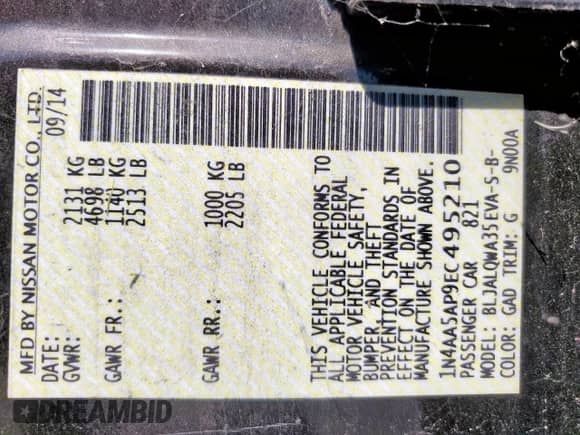 MFD BY NISSAN MOTOR CO., LTD.
DATE: 09/14
GVWR: 2131 KG
4698 LB
GAWR FR.: 1140 KG
2513 LB
GAWR RR.: 1000 KG
2205 LB
THIS VEHICLE CONFORMS TO
ALL APPLICABLE FEDERAL
MOTOR VEHICLE SAFETY,
BUMPER, AND THEFT
PREVENTION STANDARDS IN
EFFECT ON THE DATE OF
MANUFACTURE SHOWN ABOVE.
1N4AA5AP9EC495210
PASSENGER CAR 821
MODEL: BLJALQWA35EVA-S-B-
COLOR: GAD TRIM: G 9N00A
DREAMBID